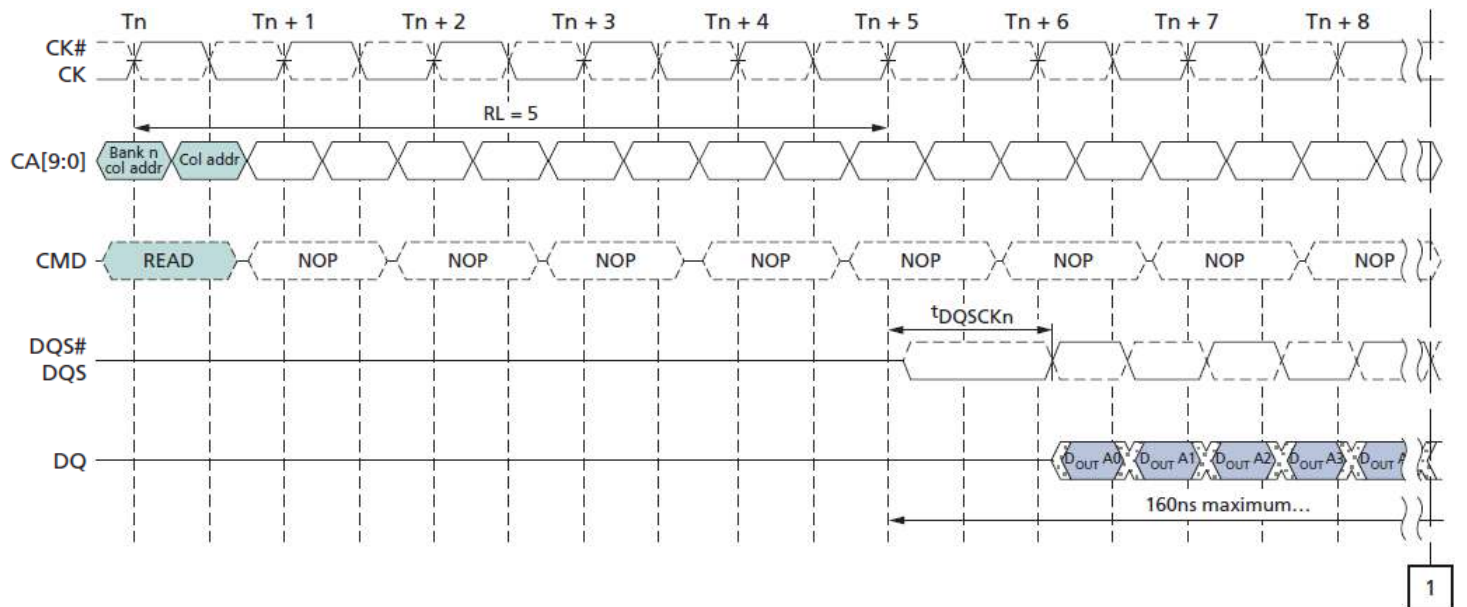 Tn Tn + 1 Tn + 2 Tn + 3 Tn + 4 Tn + 5 Tn + 6 Tn + 7 Tn + 8
CK#
CK
RL = 5
CA[9:0] Bank n col addr Col addr
CMD READ NOP NOP NOP NOP NOP NOP NOP NOP
tDQSCKn
DQS#
DQS
DQ DOUT A0 DOUT A1 DOUT A2 DOUT A3 DOUT
160ns maximum…
1